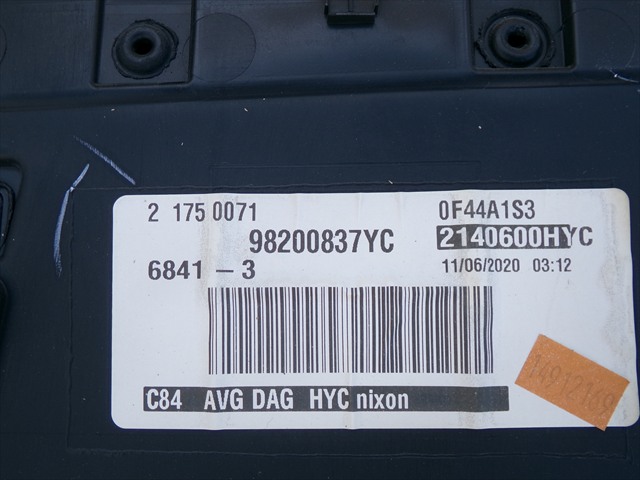 2 175 0071 0F44A1S3
98200837YC 2140600HYC
6841 - 3 11/06/2020 03:12
C84 AVG DAG HYC nixon
14912169